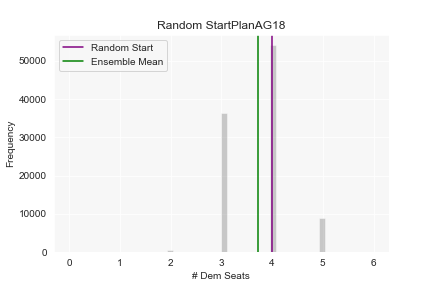 Random StartPlanAG18
Random Start
Ensemble Mean
50000
40000
30000
20000
10000
0
Frequency
0 1 2 3 4 5 6
# Dem Seats